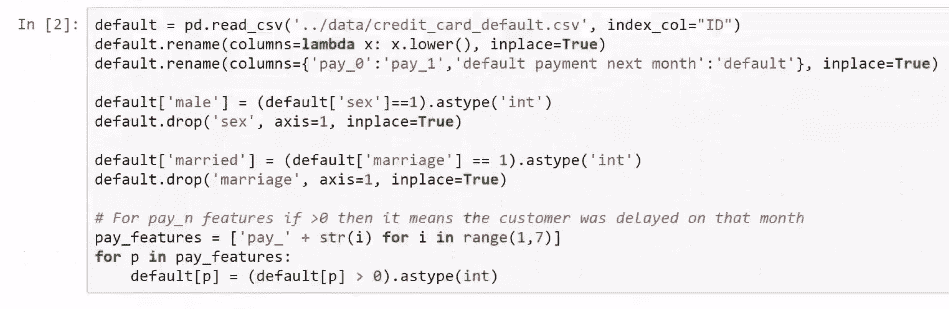 In [2]: default = pd.read_csv('../data/credit_card_default.csv', index_col="ID")
default.rename(columns=lambda x: x.lower(), inplace=True)
default.rename(columns={'pay_0':'pay_1','default payment next month':'default'}, inplace=True)

default['male'] = (default['sex']==1).astype('int')
default.drop('sex', axis=1, inplace=True)

default['married'] = (default['marriage'] == 1).astype('int')
default.drop('marriage', axis=1, inplace=True)

# For pay_n features if >0 then it means the customer was delayed on that month
pay_features = ['pay_' + str(i) for i in range(1,7)]
for p in pay_features:
    default[p] = (default[p] > 0).astype(int)